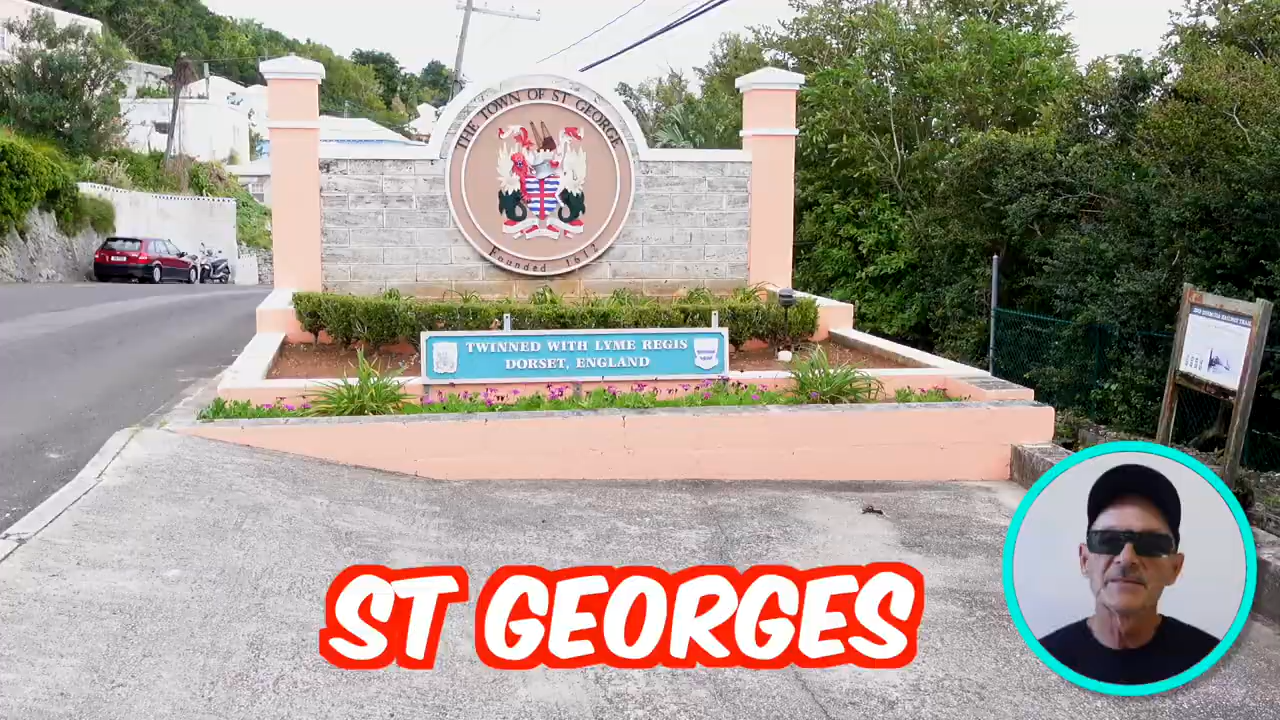 THE TOWN OF ST GEORGE
Founded 1612
TWINNED WITH LYME REGIS
DORSET, ENGLAND
ST GEORGES